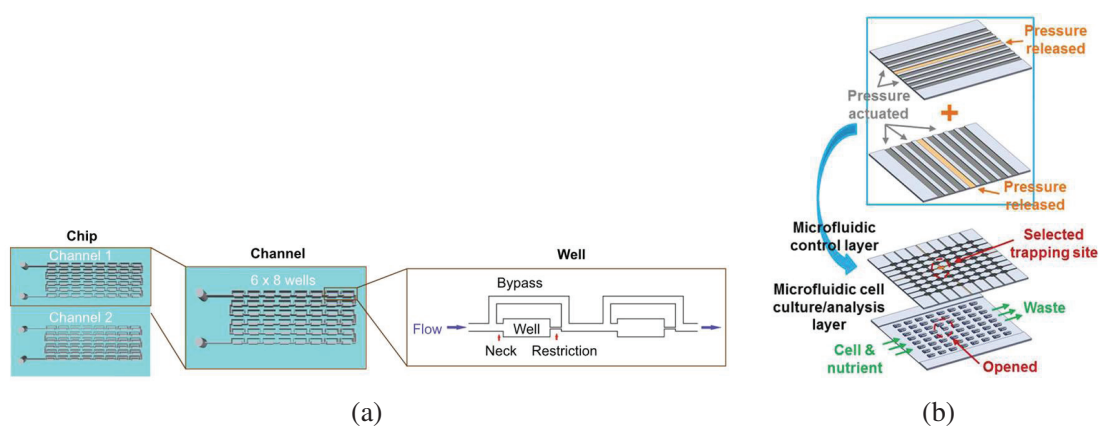 Chip
Channel 1
Channel 2
Channel
6 x 8 wells
Well
Bypass
Flow
Well
Neck
Restriction
(a)
Pressure
released
Pressure
actuated
+
Pressure
released
Microfluidic
control layer
Selected
trapping site
Microfluidic cell
culture/analysis
layer
Waste
Cell &
nutrient
Opened
(b)